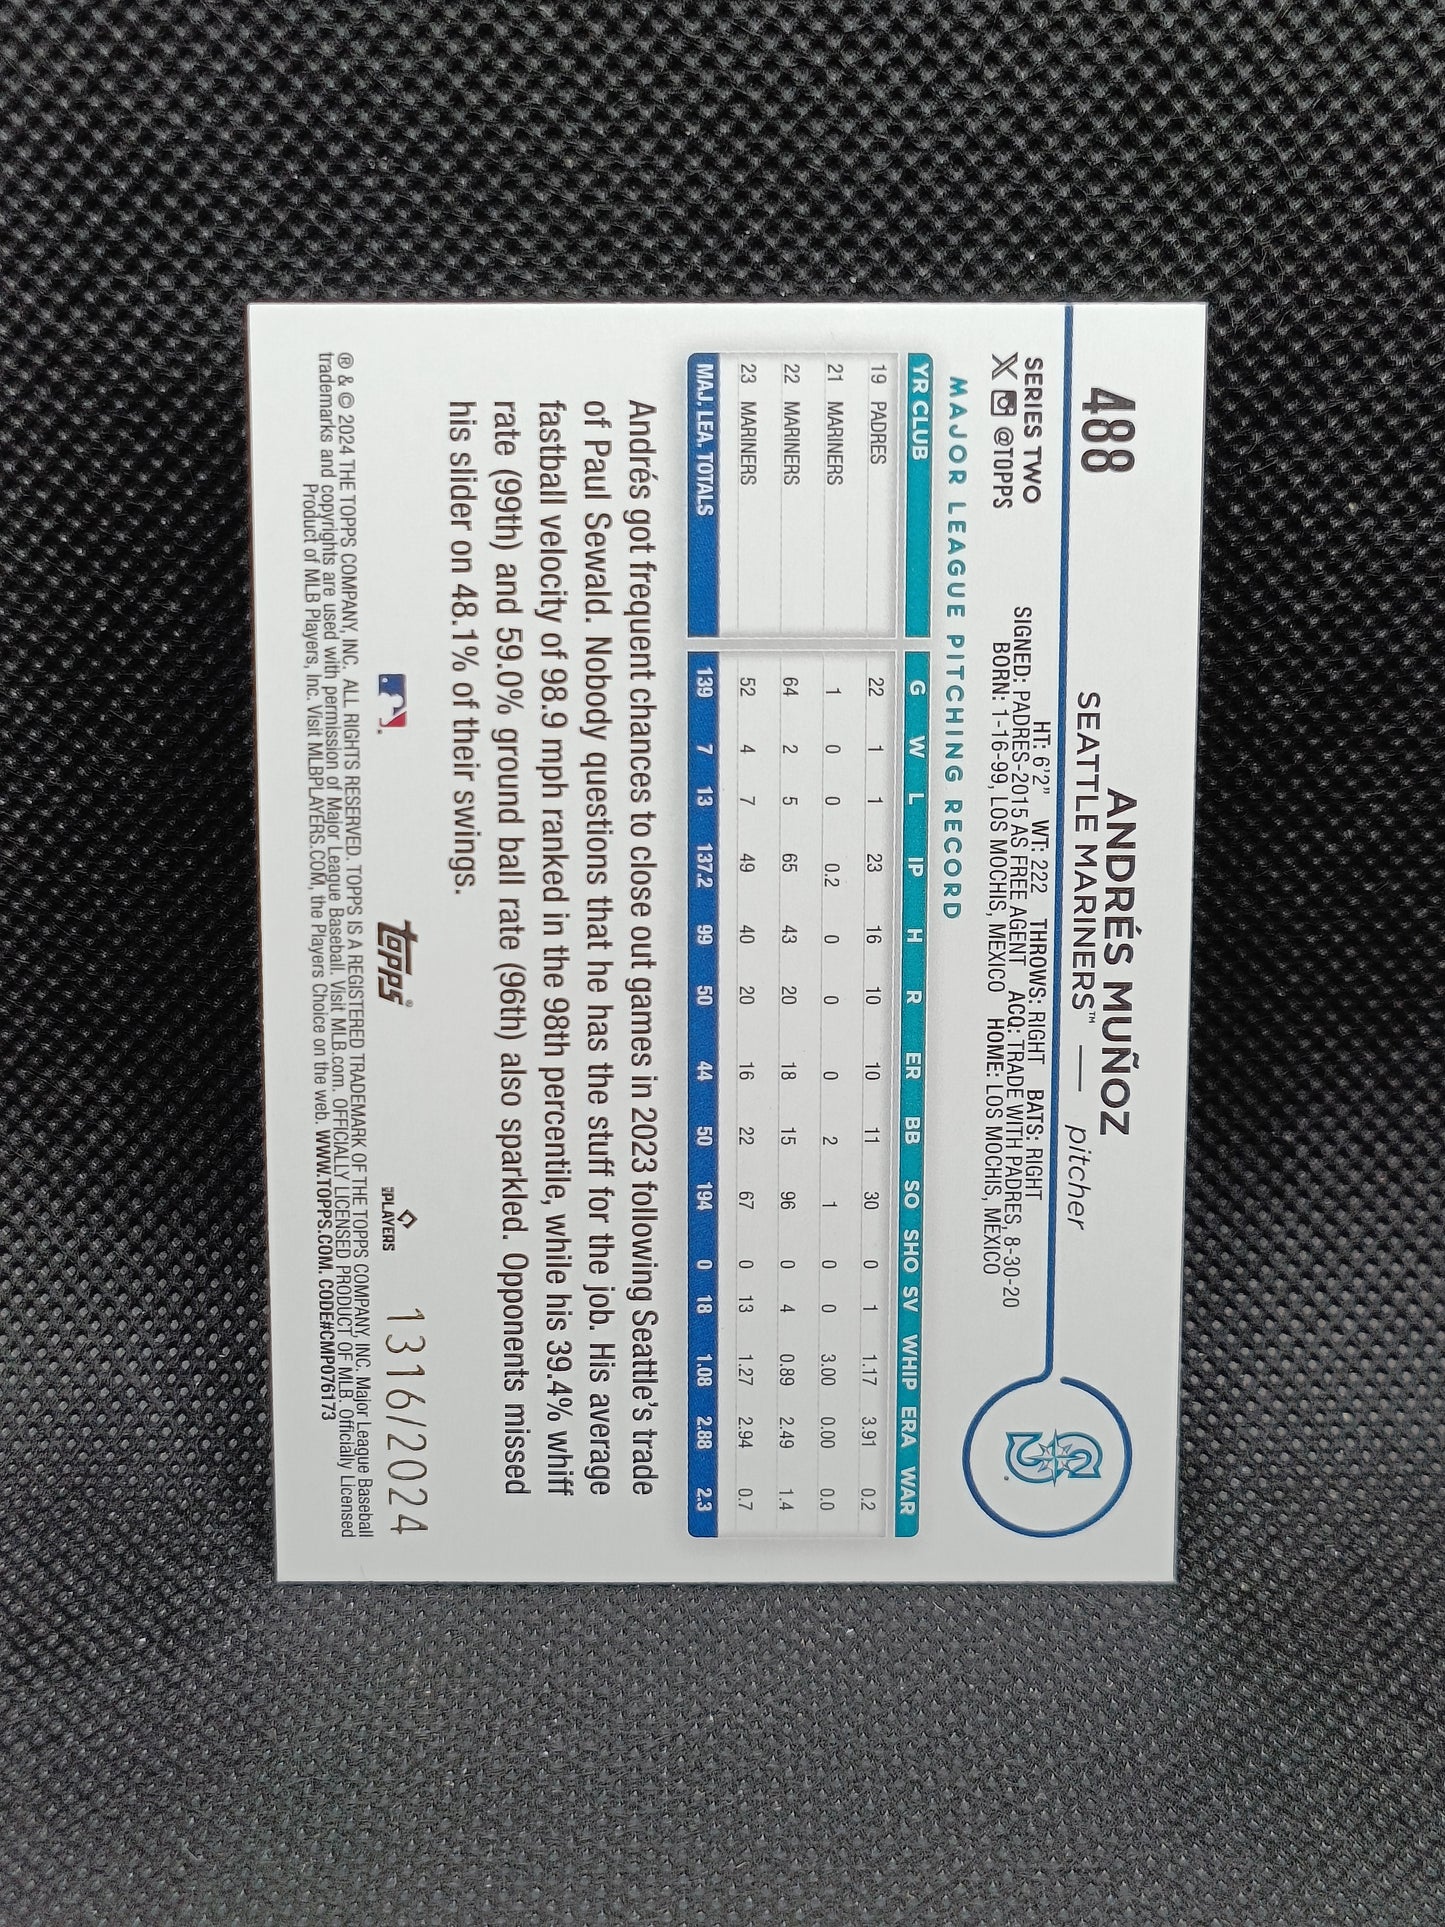 488
ANDRÉS MUÑOZ
SEATTLE MARINERS™ — pitcher
SERIES TWO
@TOPPS
HT: 6'2" WT: 222 THROWS: RIGHT BATS: RIGHT
SIGNED: PADRES-2015 AS FREE AGENT ACQ: TRADE WITH PADRES, 8-30-20
BORN: 1-16-99, LOS MOCHIS, MEXICO HOME: LOS MOCHIS, MEXICO
S
MAJOR LEAGUE PITCHING RECORD
YR CLUB G W L IP H R ER BB SO SHO SV WHIP ERA WAR
19 PADRES 22 1 1 23 16 10 10 11 30 0 1 1.17 3.91 0.2
21 MARINERS 1 0 0 0.2 0 0 0 2 1 0 0 3.00 0.00 0.0
22 MARINERS 64 2 5 65 43 20 18 15 96 0 4 0.89 2.49 1.4
23 MARINERS 52 4 7 49 40 20 16 22 67 0 13 1.27 2.94 0.7
MAJ. LEA. TOTALS 139 7 13 137.2 99 50 44 50 194 0 18 1.08 2.88 2.3
Andrés got frequent chances to close out games in 2023 following Seattle's trade
of Paul Sewald. Nobody questions that he has the stuff for the job. His average
fastball velocity of 98.9 mph ranked in the 98th percentile, while his 39.4% whiff
rate (99th) and 59.0% ground ball rate (96th) also sparkled. Opponents missed
his slider on 48.1% of their swings.
topps®
PLAYERS
1316/2024
® & © 2024 THE TOPPS COMPANY, INC. ALL RIGHTS RESERVED. TOPPS IS A REGISTERED TRADEMARK OF THE TOPPS COMPANY, INC. Major League Baseball
trademarks and copyrights are used with permission of Major League Baseball. Visit MLB.com. OFFICIALLY LICENSED PRODUCT OF MLB. Officially Licensed
Product of MLB Players, Inc. Visit MLBPLAYERS.COM, the Players Choice on the web. WWW.TOPPS.COM. CODE#CMP076173